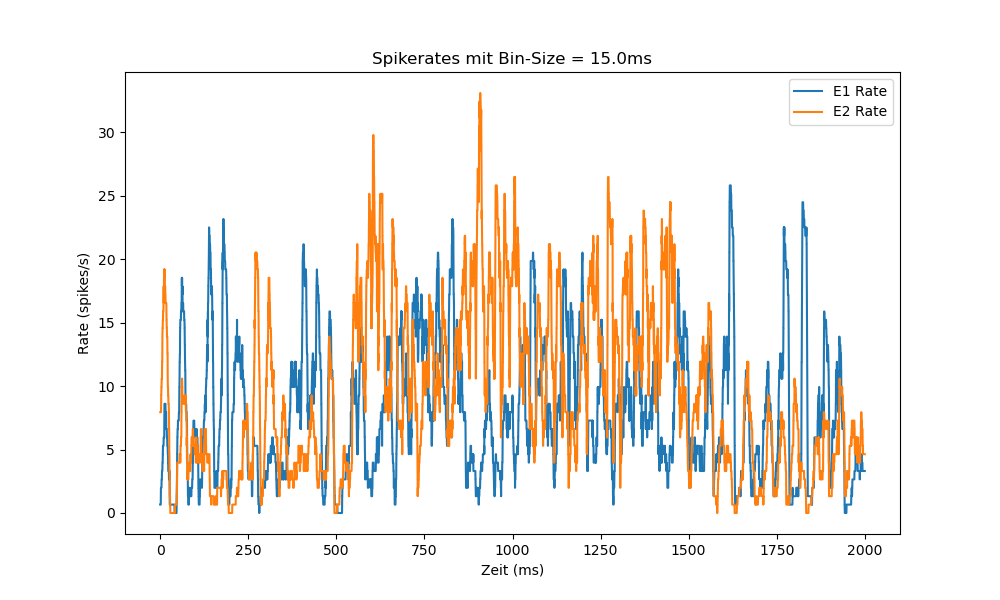 Spikerates mit Bin-Size = 15.0ms
E1 Rate
E2 Rate
Rate (spikes/s)
30
25
20
15
10
5
0
0 250 500 750 1000 1250 1500 1750 2000
Zeit (ms)